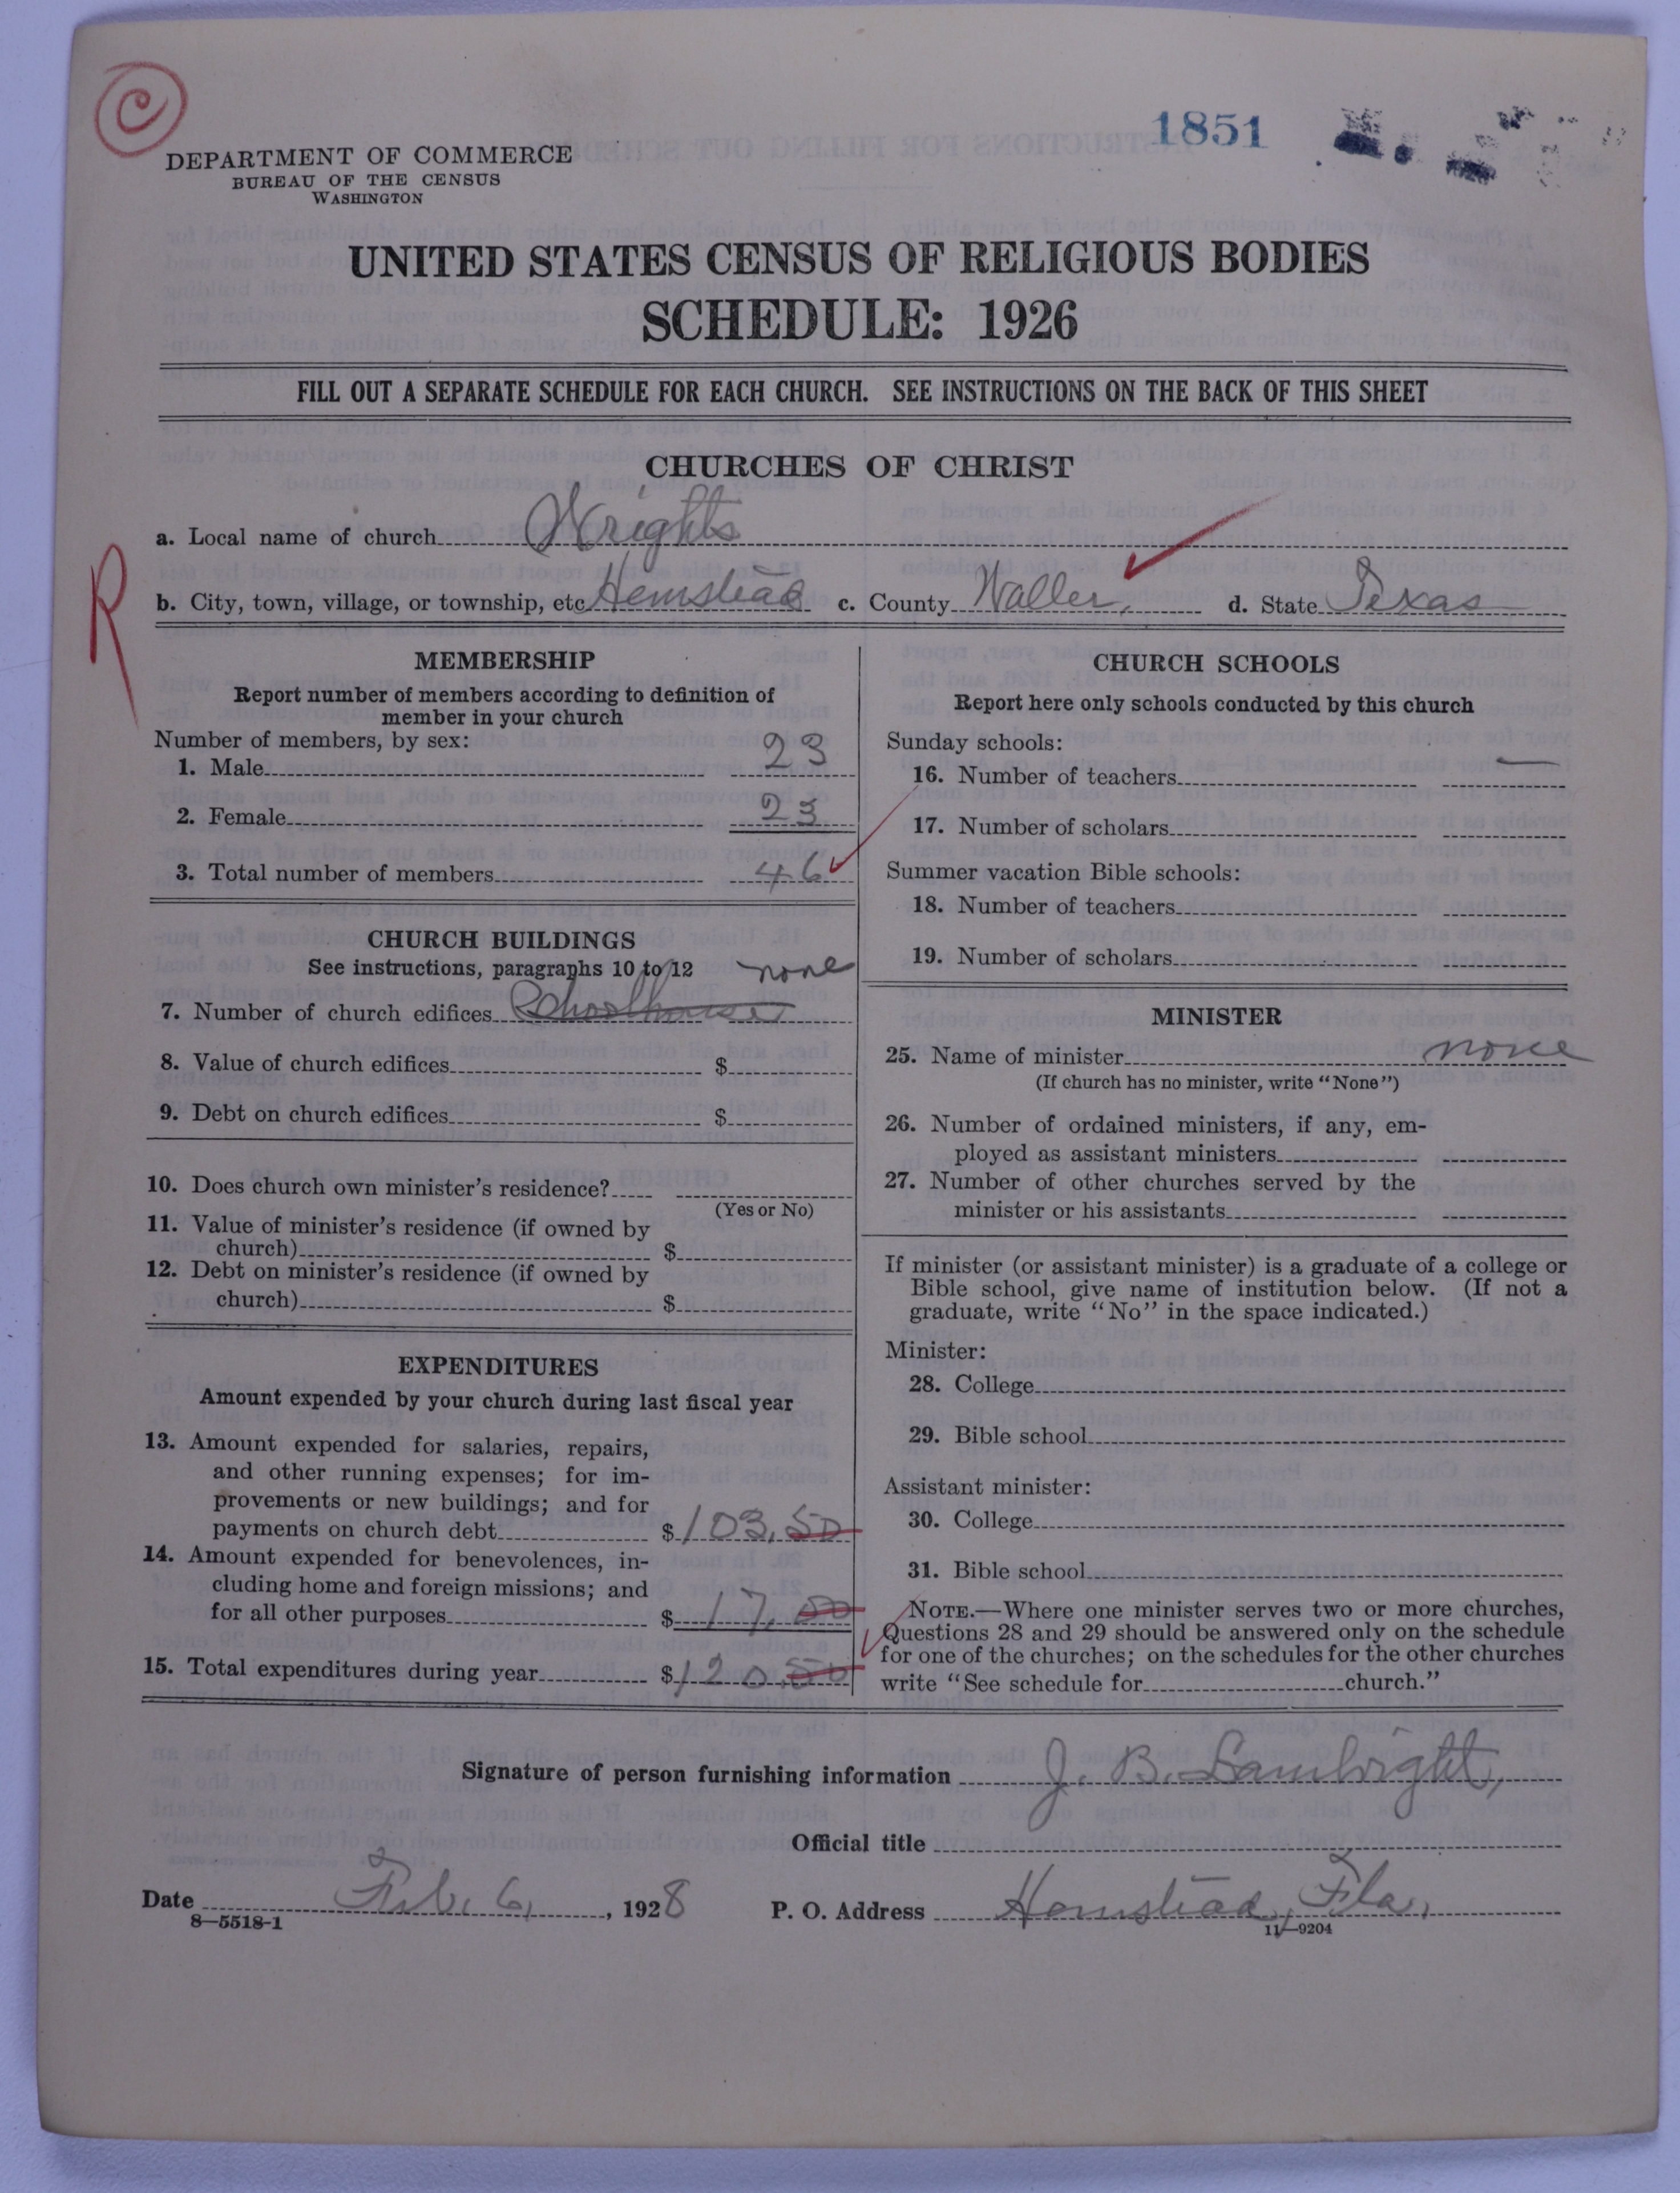 C
1851
DEPARTMENT OF COMMERCE
BUREAU OF THE CENSUS
WASHINGTON
UNITED STATES CENSUS OF RELIGIOUS BODIES
SCHEDULE: 1926
FILL OUT A SEPARATE SCHEDULE FOR EACH CHURCH. SEE INSTRUCTIONS ON THE BACK OF THIS SHEET
CHURCHES OF CHRIST
a. Local name of church Wrights
R
b. City, town, village, or township, etc. Hemstead c. County Waller, d. State Texas
MEMBERSHIP
Report number of members according to definition of
member in your church
Number of members, by sex:
1. Male 23
2. Female 23
3. Total number of members 46
CHURCH BUILDINGS
See instructions, paragraphs 10 to 12 none
7. Number of church edifices Schoolhouse
8. Value of church edifices $
9. Debt on church edifices $
10. Does church own minister's residence?
(Yes or No)
11. Value of minister's residence (if owned by
church) $
12. Debt on minister's residence (if owned by
church) $
EXPENDITURES
Amount expended by your church during last fiscal year
13. Amount expended for salaries, repairs,
and other running expenses; for im-
provements or new buildings; and for
payments on church debt $103.50
14. Amount expended for benevolences, in-
cluding home and foreign missions; and
for all other purposes $17.00
15. Total expenditures during year $120.50
CHURCH SCHOOLS
Report here only schools conducted by this church
Sunday schools:
16. Number of teachers —
17. Number of scholars
Summer vacation Bible schools:
18. Number of teachers
19. Number of scholars
MINISTER
25. Name of minister none
(If church has no minister, write "None")
26. Number of ordained ministers, if any, em-
ployed as assistant ministers
27. Number of other churches served by the
minister or his assistants
If minister (or assistant minister) is a graduate of a college or
Bible school, give name of institution below. (If not a
graduate, write "No" in the space indicated.)
Minister:
28. College
29. Bible school
Assistant minister:
30. College
31. Bible school
NOTE.—Where one minister serves two or more churches,
Questions 28 and 29 should be answered only on the schedule
for one of the churches; on the schedules for the other churches
write "See schedule for church."
Signature of person furnishing information J. B. Lambright,
Official title
Date Feb. 6, , 1928 P. O. Address Homstead, Fla,
8—5518-1
11—9204